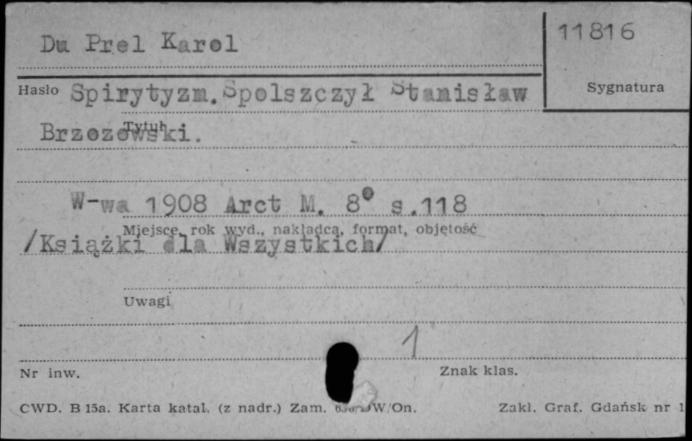 Du Prel Karol
11816
Hasło Spirytyzm. Spolszczył Stanisław
Sygnatura
Brzozowski.
Tytuł
W-wa 1908 Arct M. 8° s.118
Miejsce, rok wyd., nakładca, format, objętość
/Książki dla Wszystkich/
Uwagi
1
Nr inw.
Znak klas.
CWD. B 15a. Karta katal. (z nadr.) Zam. W/On.
Zakł. Graf. Gdańsk nr 1